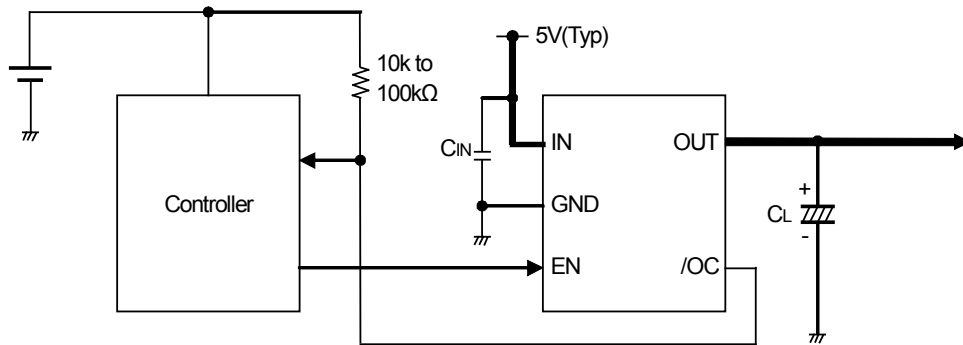 5V(Typ)
10k to
100kΩ
CIN
IN
OUT
Controller
GND
+
CL
-
EN
/OC